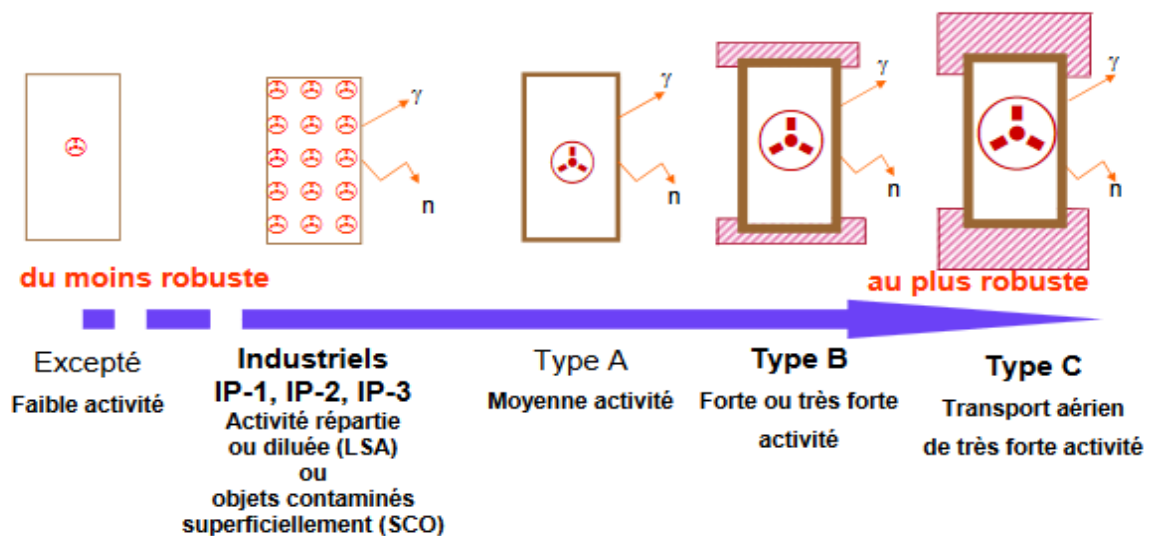 γ
n
γ
n
γ
n
γ
n
du moins robuste
au plus robuste
Excepté
Faible activité
Industriels
IP-1, IP-2, IP-3
Activité répartie
ou diluée (LSA)
ou
objets contaminés
superficiellement (SCO)
Type A
Moyenne activité
Type B
Forte ou très forte
activité
Type C
Transport aérien
de très forte activité